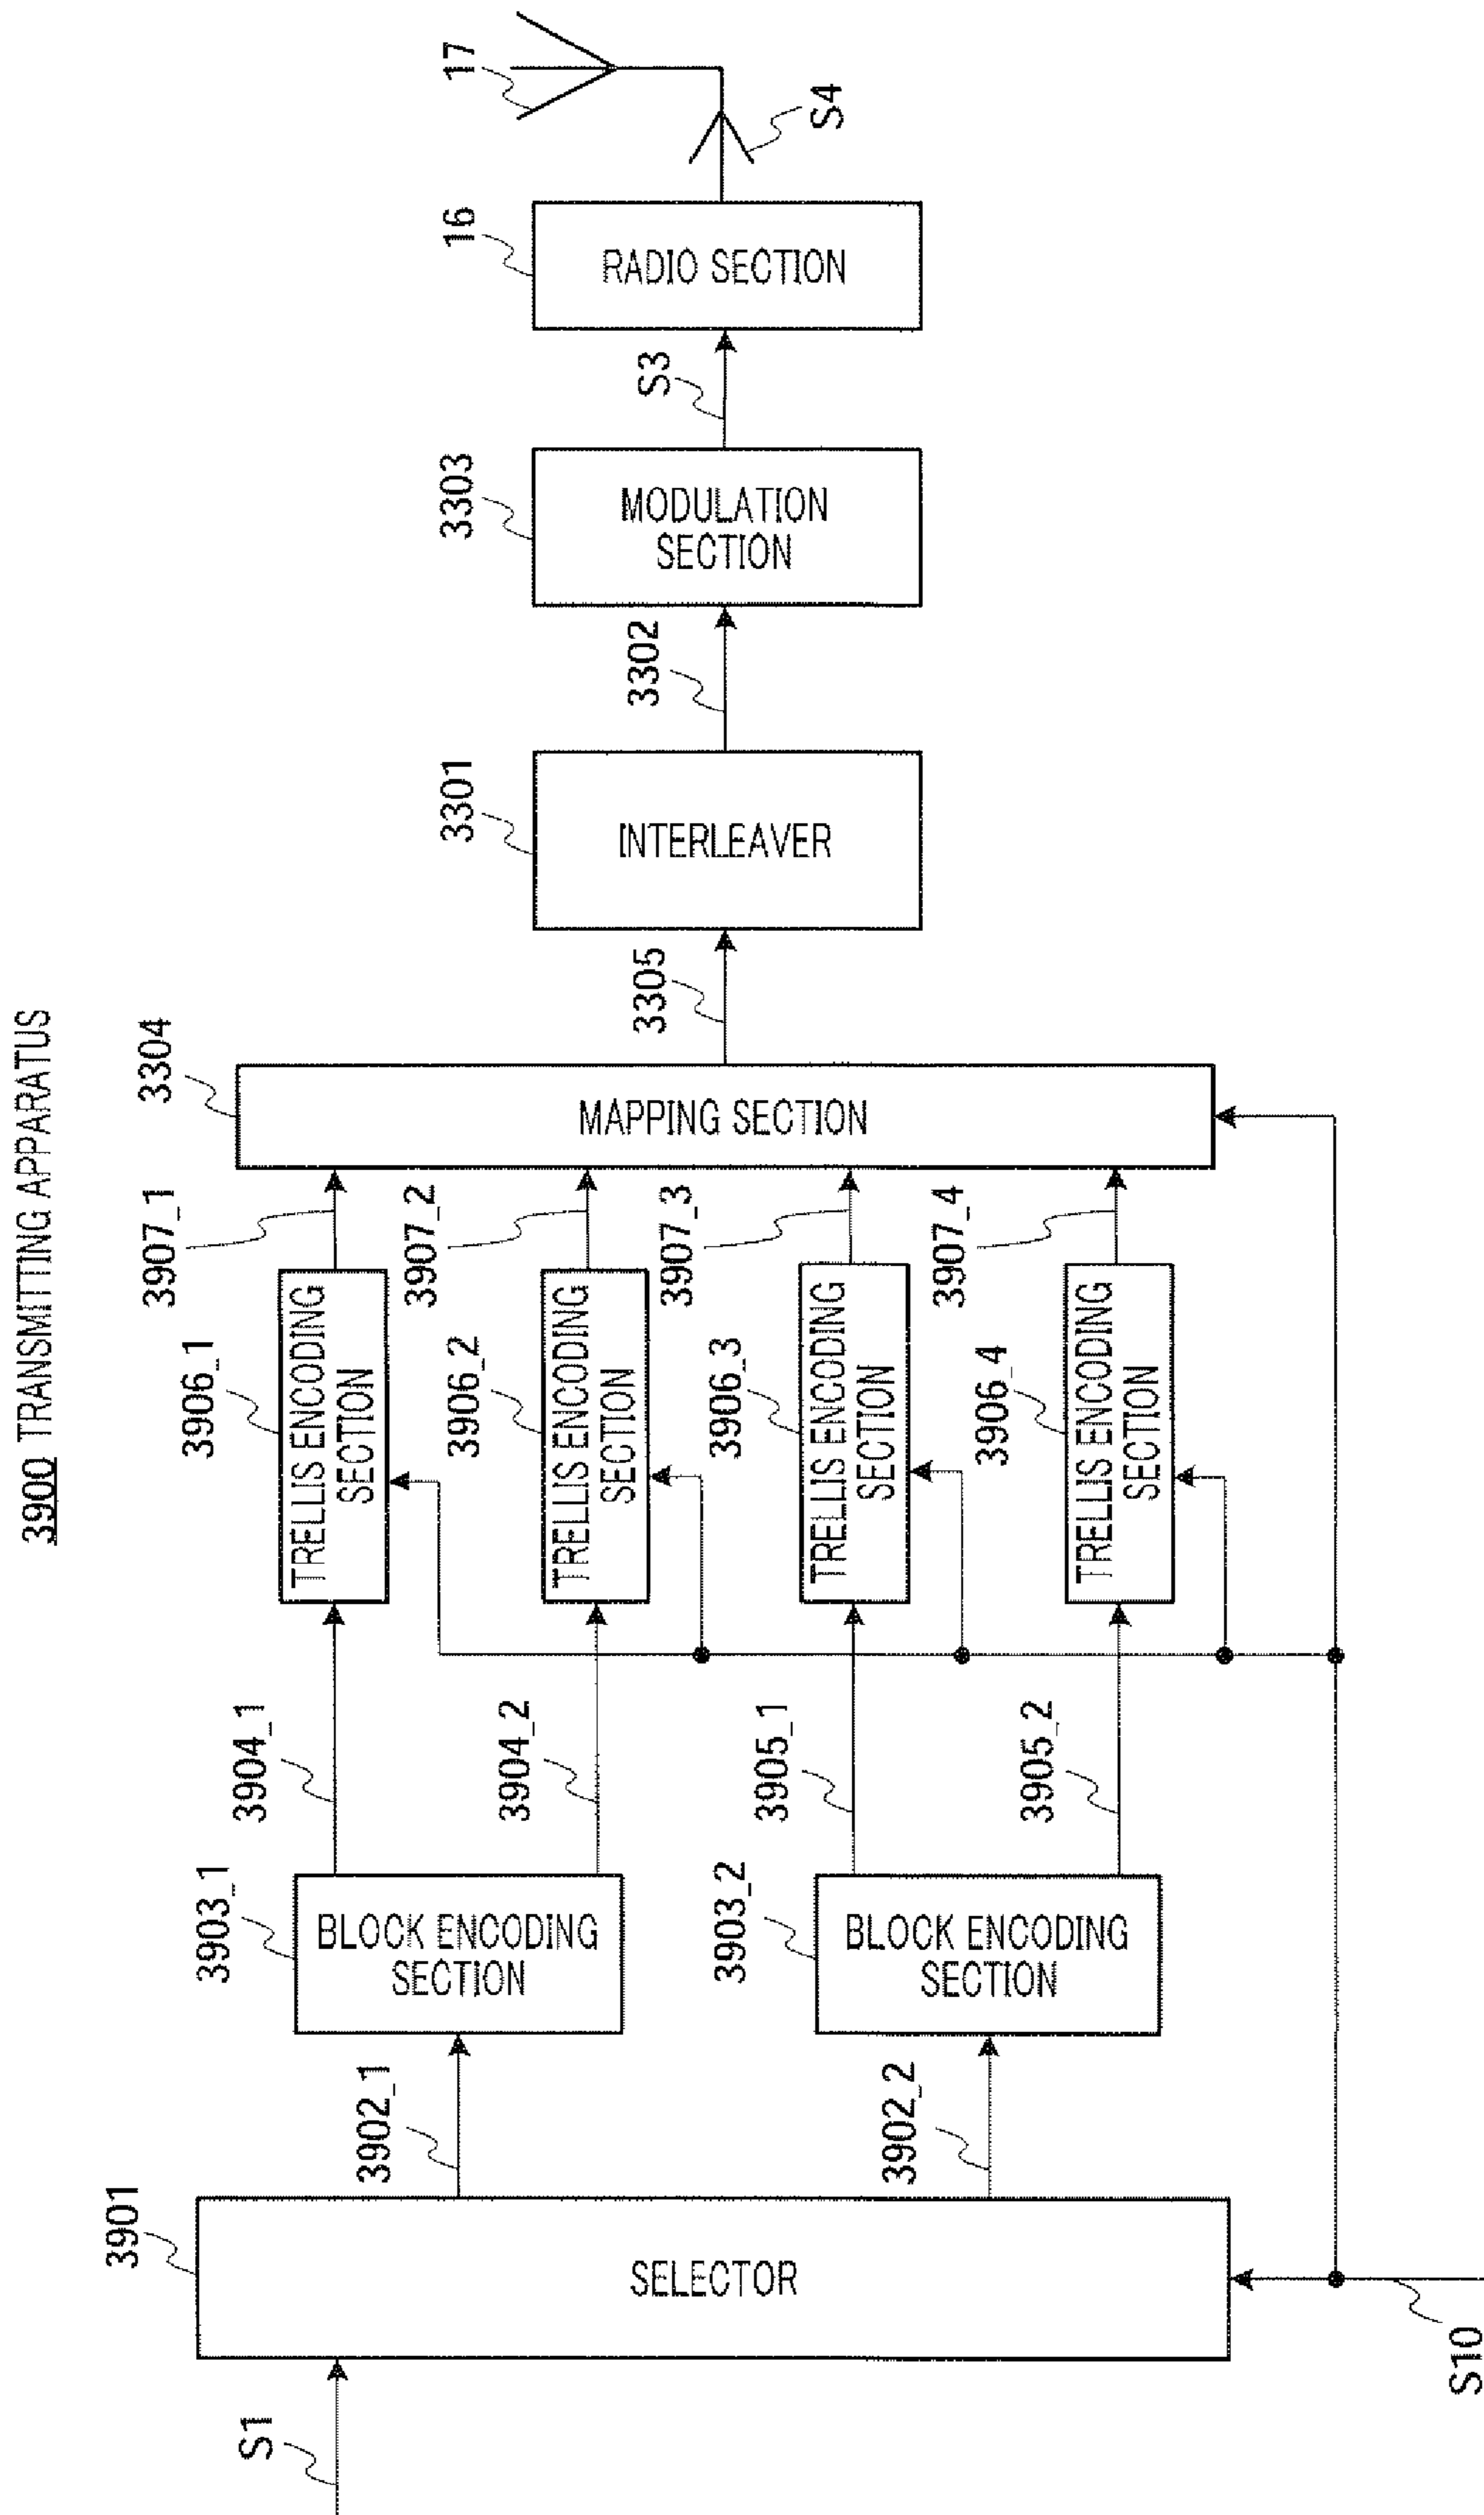 3900 TRANSMITTING APPARATUS
S1
3901
SELECTOR
S10
3902_1
3902_2
3903_1
BLOCK ENCODING
SECTION
3903_2
BLOCK ENCODING
SECTION
3904_1
3904_2
3905_1
3905_2
3906_1
TRELLIS ENCODING
SECTION
3906_2
TRELLIS ENCODING
SECTION
3906_3
TRELLIS ENCODING
SECTION
3906_4
TRELLIS ENCODING
SECTION
3907_1
3907_2
3907_3
3907_4
3304
MAPPING SECTION
3305
3301
INTERLEAVER
3302
3303
MODULATION
SECTION
S3
16
RADIO SECTION
S4
17